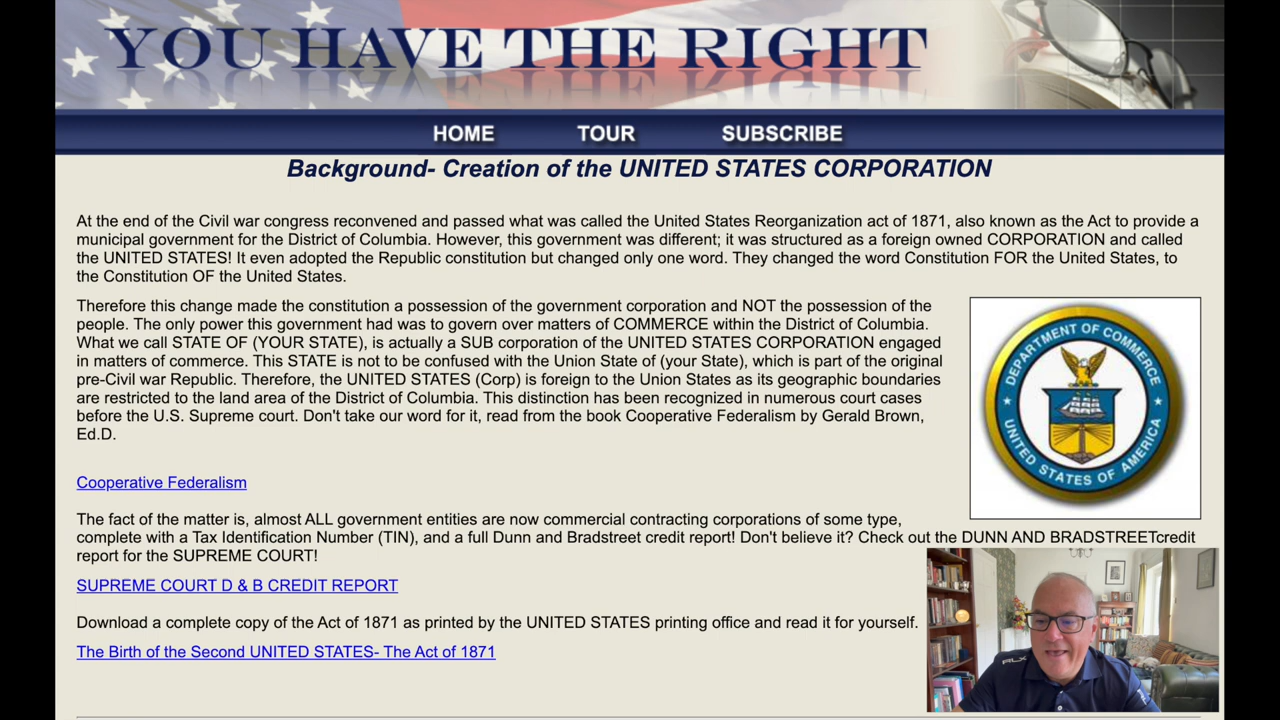 YOU HAVE THE RIGHT
HOME TOUR SUBSCRIBE
Background- Creation of the UNITED STATES CORPORATION
At the end of the Civil war congress reconvened and passed what was called the United States Reorganization act of 1871, also known as the Act to provide a
municipal government for the District of Columbia. However, this government was different; it was structured as a foreign owned CORPORATION and called
the UNITED STATES! It even adopted the Republic constitution but changed only one word. They changed the word Constitution FOR the United States, to
the Constitution OF the United States.
Therefore this change made the constitution a possession of the government corporation and NOT the possession of the
people. The only power this government had was to govern over matters of COMMERCE within the District of Columbia.
What we call STATE OF (YOUR STATE), is actually a SUB corporation of the UNITED STATES CORPORATION engaged
in matters of commerce. This STATE is not to be confused with the Union State of (your State), which is part of the original
pre-Civil war Republic. Therefore, the UNITED STATES (Corp) is foreign to the Union States as its geographic boundaries
are restricted to the land area of the District of Columbia. This distinction has been recognized in numerous court cases
before the U.S. Supreme court. Don't take our word for it, read from the book Cooperative Federalism by Gerald Brown,
Ed.D.
DEPARTMENT OF COMMERCE
UNITED STATES OF AMERICA
Cooperative Federalism
The fact of the matter is, almost ALL government entities are now commercial contracting corporations of some type,
complete with a Tax Identification Number (TIN), and a full Dunn and Bradstreet credit report! Don't believe it? Check out the DUNN AND BRADSTREETcredit
report for the SUPREME COURT!
SUPREME COURT D & B CREDIT REPORT
Download a complete copy of the Act of 1871 as printed by the UNITED STATES printing office and read it for yourself.
The Birth of the Second UNITED STATES- The Act of 1871
RLX